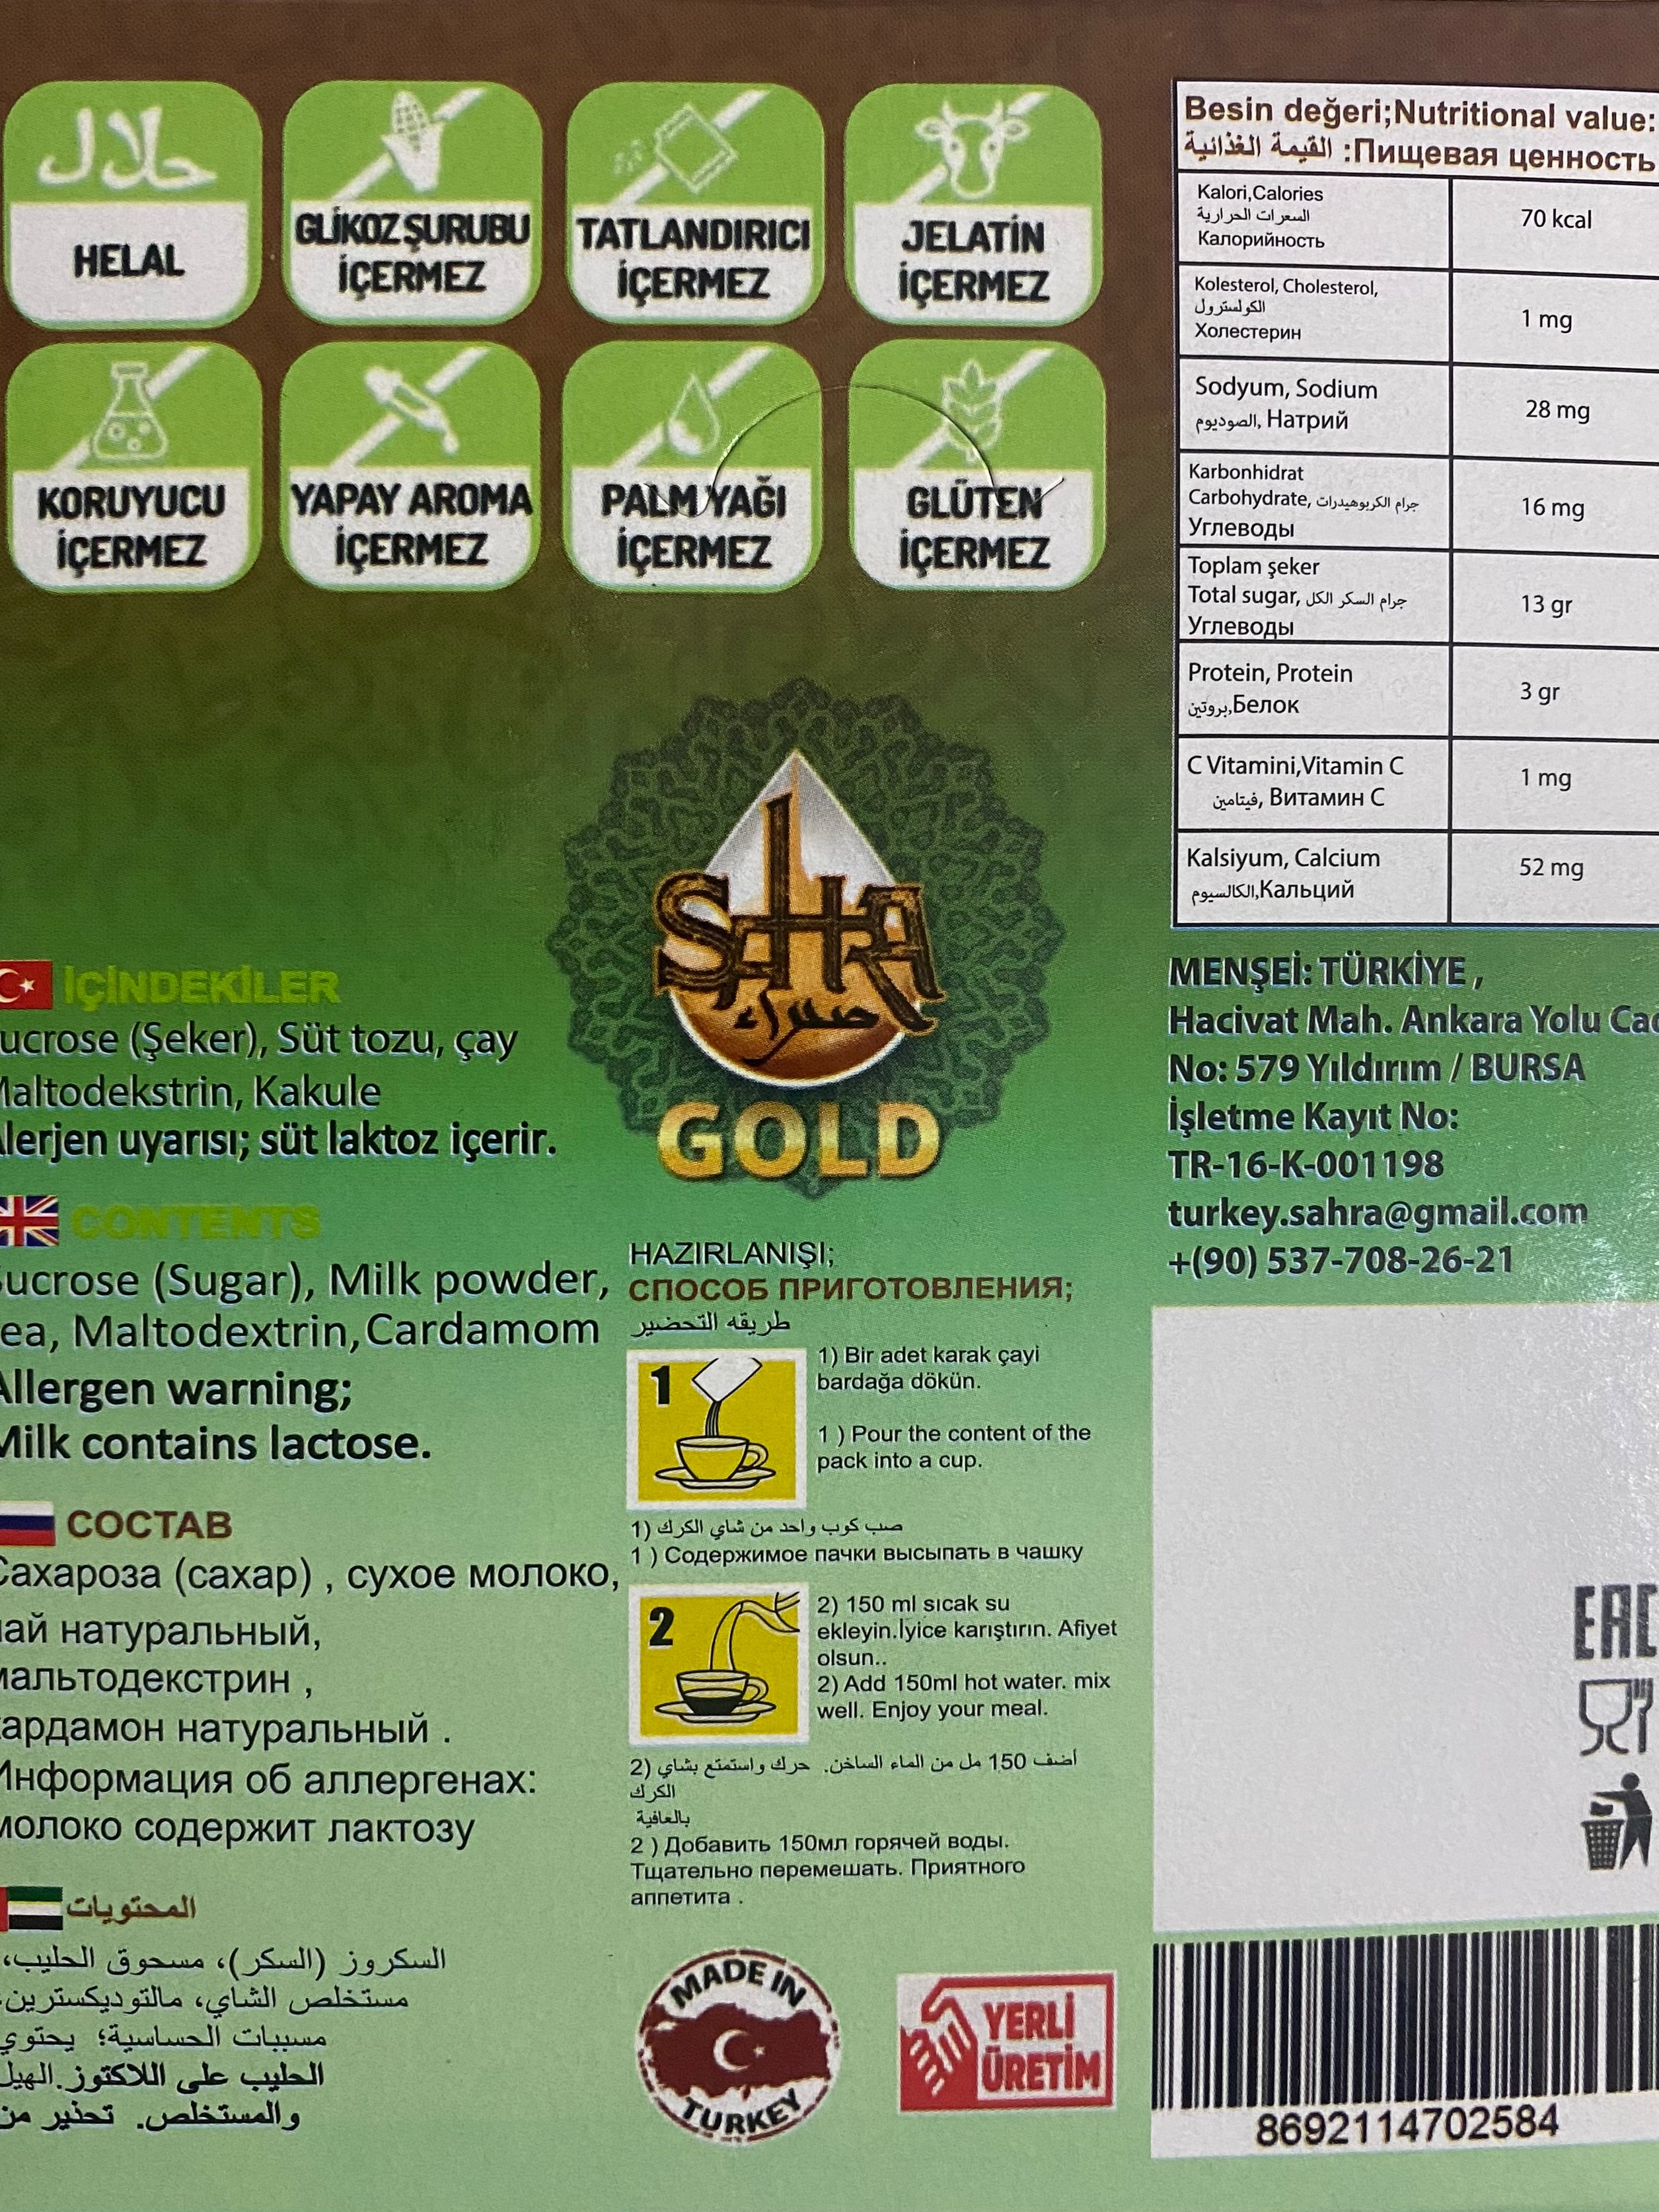 حلال
HELAL
GLİKOZ ŞURUBU
İÇERMEZ
TATLANDIRICI
İÇERMEZ
JELATİN
İÇERMEZ
KORUYUCU
İÇERMEZ
YAPAY AROMA
İÇERMEZ
PALM YAĞI
İÇERMEZ
GLÜTEN
İÇERMEZ
Besin değeri;Nutritional value:
القيمة الغذائية :Пищевая ценность
Kalori,Calories
السعرات الحرارية
Калорийность
70 kcal
Kolesterol, Cholesterol,
الكولسترول
Холестерин
1 mg
Sodyum, Sodium
الصوديوم, Натрий
28 mg
Karbonhidrat
Carbohydrate, جرام الكربوهيدرات
Углеводы
16 mg
Toplam şeker
Total sugar, جرام السكر الكل
Углеводы
13 gr
Protein, Protein
بروتين,Белок
3 gr
C Vitamini,Vitamin C
فيتامين, Витамин C
1 mg
Kalsiyum, Calcium
الكالسيوم,Кальций
52 mg
SAHRA
صحراء
GOLD
İÇİNDEKİLER
ucrose (Şeker), Süt tozu, çay
Maltodekstrin, Kakule
lerjen uyarısı; süt laktoz içerir.
CONTENTS
Sucrose (Sugar), Milk powder,
ea, Maltodextrin,Cardamom
Allergen warning;
Milk contains lactose.
СОСТАВ
Сахароза (сахар) , сухое молоко,
чай натуральный,
мальтодекстрин ,
кардамон натуральный .
Информация об аллергенах:
молоко содержит лактозу
المحتويات
السكروز (السكر)، مسحوق الحليب،
مستخلص الشاي، مالتوديكسترين،
مسببات الحساسية؛ يحتوي
الحليب على اللاكتوز.الهيل
والمستخلص. تحذير من
HAZIRLANIŞI;
СПОСОБ ПРИГОТОВЛЕНИЯ;
طريقه التحضير
1
1) Bir adet karak çayi
bardağa dökün.
1 ) Pour the content of the
pack into a cup.
1) صب كوب واحد من شاي الكرك
1 ) Содержимое пачки высыпать в чашку
2
2) 150 ml sıcak su
ekleyin.İyice karıştırın. Afiyet
olsun..
2) Add 150ml hot water. mix
well. Enjoy your meal.
2) أضف 150 مل من الماء الساخن. حرك واستمتع بشاي
الكرك
بالعافية
2 ) Добавить 150мл горячей воды.
Тщательно перемешать. Приятного
аппетита .
MADE IN
TURKEY
YERLİ
ÜRETİM
MENŞEİ: TÜRKİYE ,
Hacivat Mah. Ankara Yolu Cad
No: 579 Yıldırım / BURSA
İşletme Kayıt No:
TR-16-K-001198
turkey.sahra@gmail.com
+(90) 537-708-26-21
EAC
8692114702584